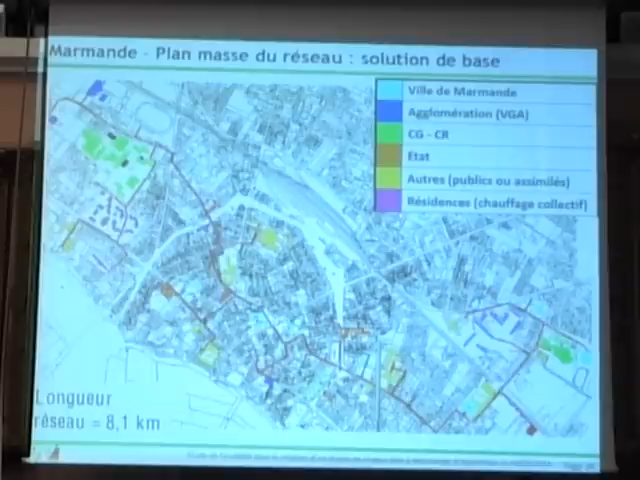 Marmande - Plan masse du réseau : solution de base
Ville de Marmande
Agglomération (VGA)
CG - CR
Etat
Autres (publics ou assimilés)
Résidences (chauffage collectif)
Longueur
réseau = 8,1 km